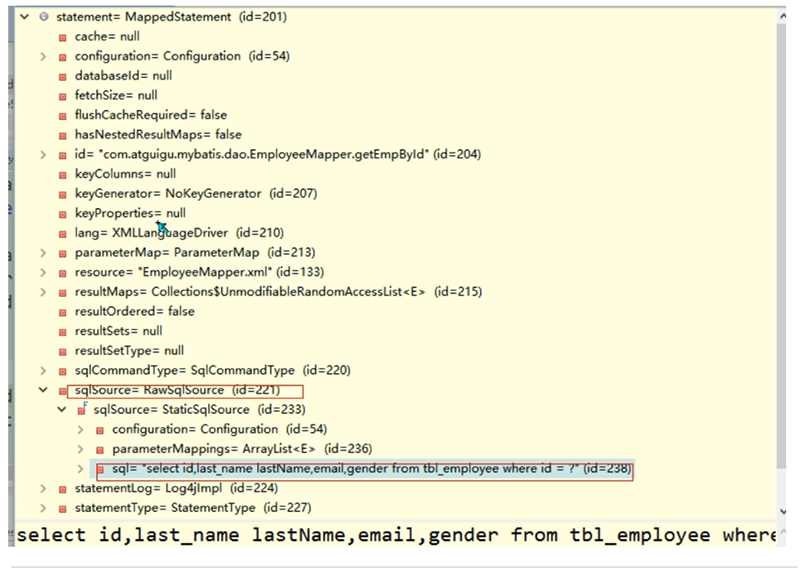 statement= MappedStatement (id=201)
cache= null
configuration= Configuration (id=54)
databaseId= null
fetchSize= null
flushCacheRequired= false
hasNestedResultMaps= false
id= "com.atguigu.mybatis.dao.EmployeeMapper.getEmpById" (id=204)
keyColumns= null
keyGenerator= NoKeyGenerator (id=207)
keyProperties= null
lang= XMLLanguageDriver (id=210)
parameterMap= ParameterMap (id=213)
resource= "EmployeeMapper.xml" (id=133)
resultMaps= Collections$UnmodifiableRandomAccessList<E> (id=215)
resultOrdered= false
resultSets= null
resultSetType= null
sqlCommandType= SqlCommandType (id=220)
sqlSource= RawSqlSource (id=221)
sqlSource= StaticSqlSource (id=233)
configuration= Configuration (id=54)
parameterMappings= ArrayList<E> (id=236)
sql= "select id,last_name lastName,email,gender from tbl_employee where id = ?" (id=238)
statementLog= Log4jImpl (id=224)
statementType= StatementType (id=227)
select id,last_name lastName,email,gender from tbl_employee where